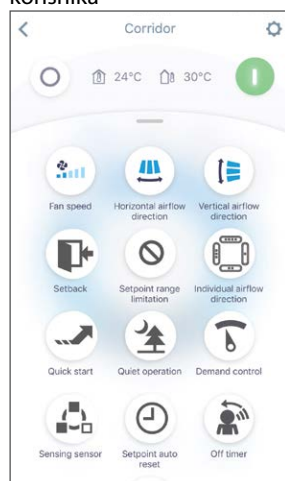 korisnika
Corridor
24°C
30°C
Fan speed
Horizontal airflow
direction
Vertical airflow
direction
Setback
Setpoint range
limitation
Individual airflow
direction
Quick start
Quiet operation
Demand control
Sensing sensor
Setpoint auto
reset
Off timer